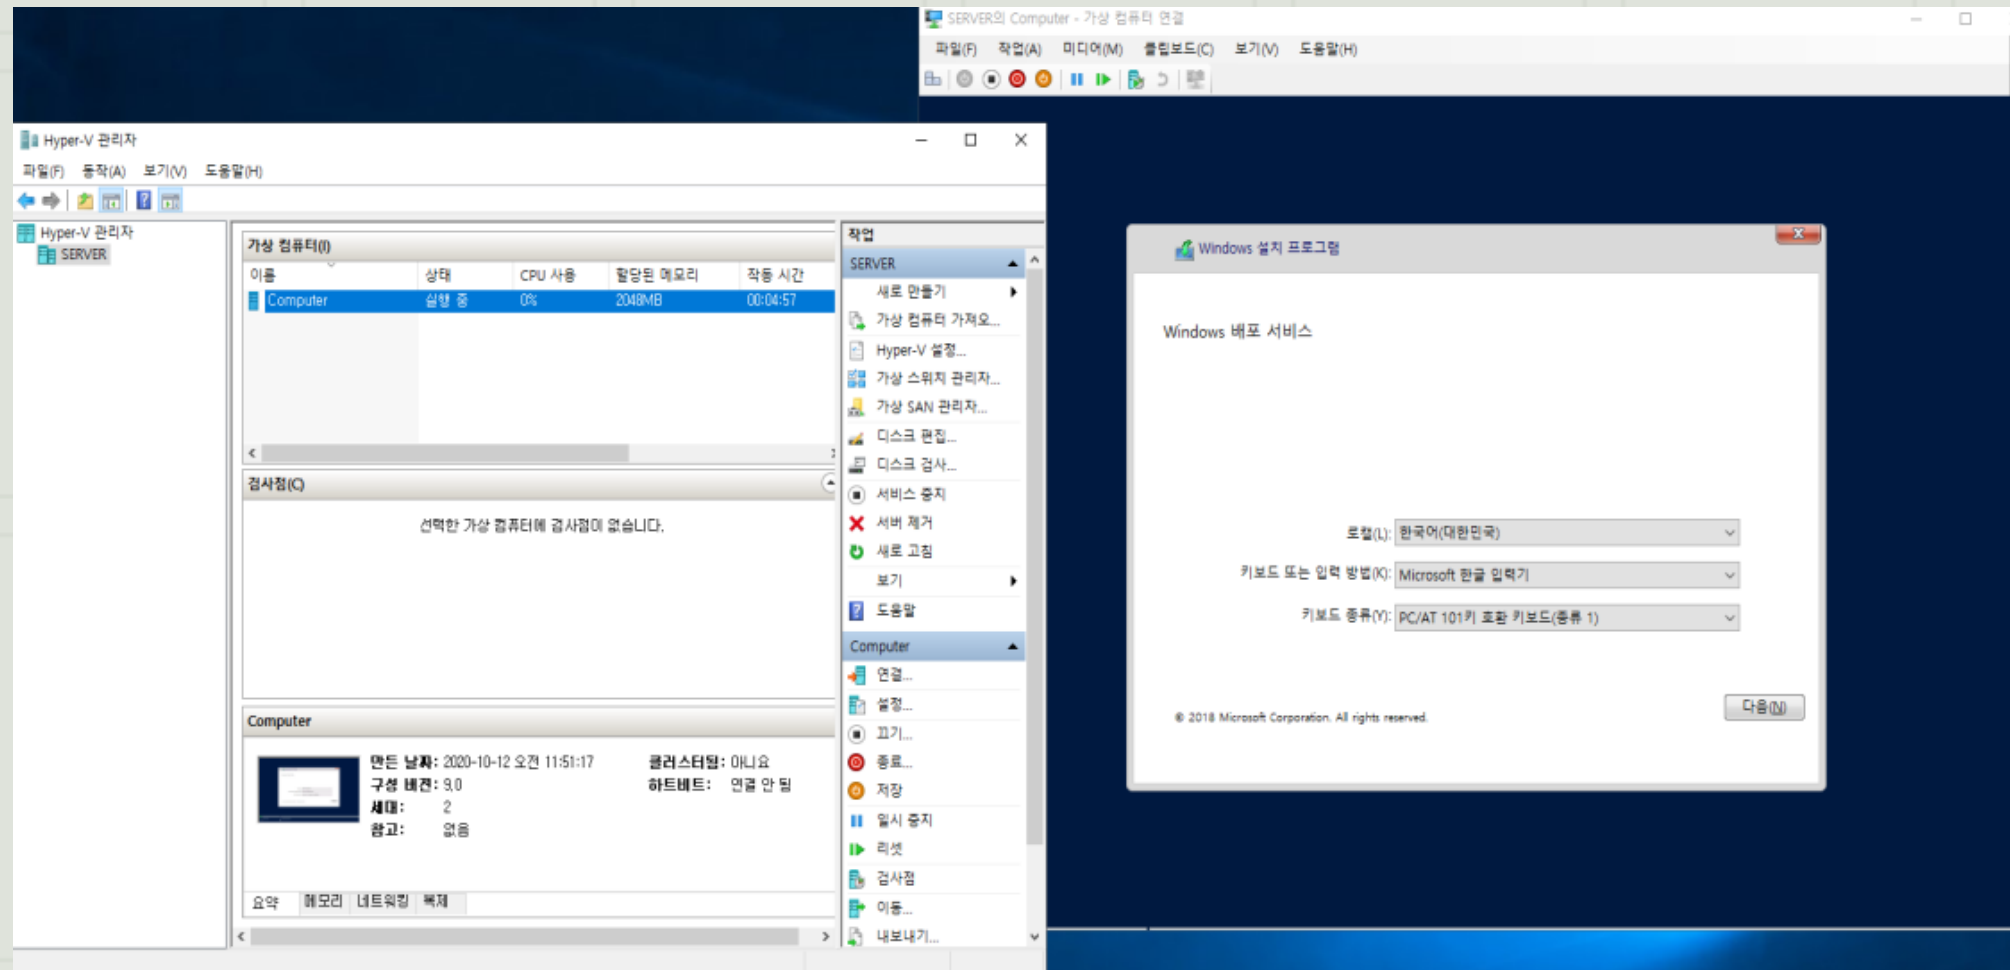 SERVER의 Computer - 가상 컴퓨터 연결
파일(F) 작업(A) 미디어(M) 클립보드(C) 보기(V) 도움말(H)
Hyper-V 관리자
파일(F) 동작(A) 보기(V) 도움말(H)
Hyper-V 관리자
SERVER
가상 컴퓨터(I)
이름 상태 CPU 사용 할당된 메모리 작동 시간
Computer 실행 중 0% 2048MB 00:04:57
검사점(C)
선택한 가상 컴퓨터에 검사점이 없습니다.
Computer
만든 날짜: 2020-10-12 오전 11:51:17 클러스터됨: 아니요
구성 버전: 9.0 하트비트: 연결 안 됨
세대: 2
참고: 없음
요약 메모리 네트워킹 복제
작업
SERVER
새로 만들기
가상 컴퓨터 가져오...
Hyper-V 설정...
가상 스위치 관리자...
가상 SAN 관리자...
디스크 편집...
디스크 검사...
서비스 중지
서버 제거
새로 고침
보기
도움말
Computer
연결...
설정...
끄기...
종료...
저장
일시 중지
리셋
검사점
이동...
내보내기...
Windows 설치 프로그램
Windows 배포 서비스
로캘(L): 한국어(대한민국)
키보드 또는 입력 방법(K): Microsoft 한글 입력기
키보드 종류(Y): PC/AT 101키 호환 키보드(종류 1)
© 2018 Microsoft Corporation. All rights reserved.
다음(N)